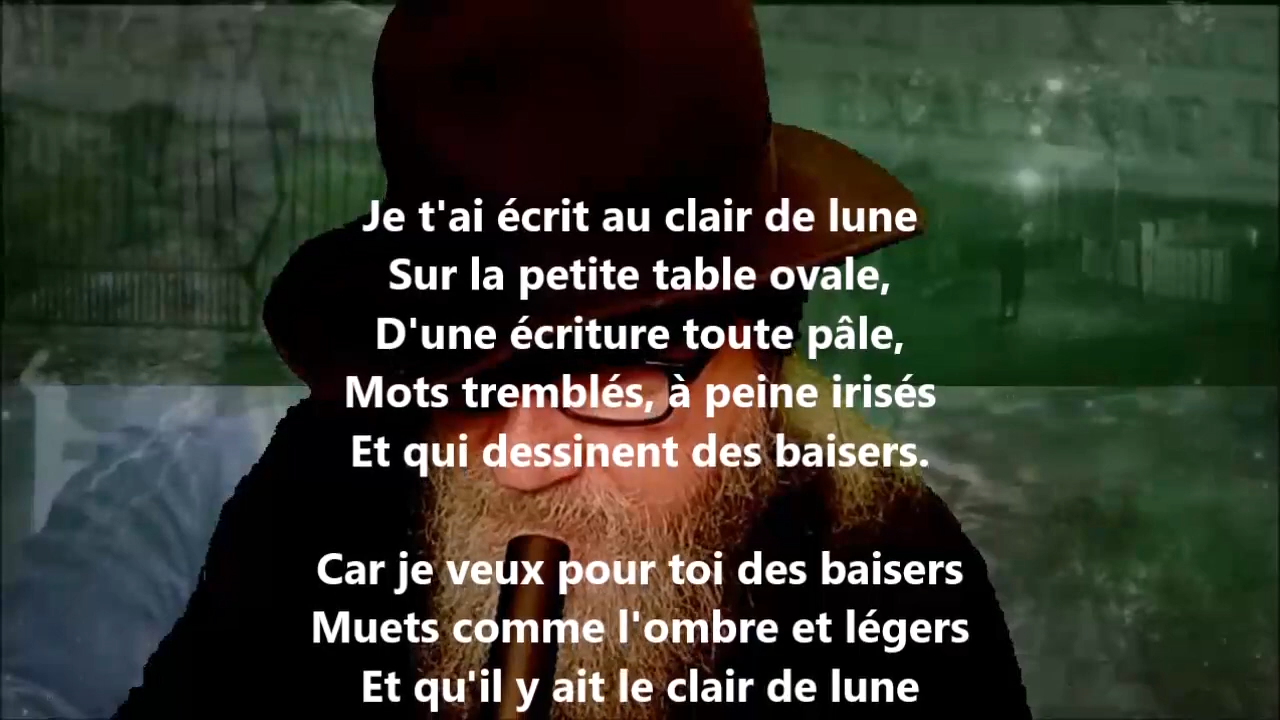 Je t'ai écrit au clair de lune
Sur la petite table ovale,
D'une écriture toute pâle,
Mots tremblés, à peine irisés
Et qui dessinent des baisers.
Car je veux pour toi des baisers
Muets comme l'ombre et légers
Et qu'il y ait le clair de lune